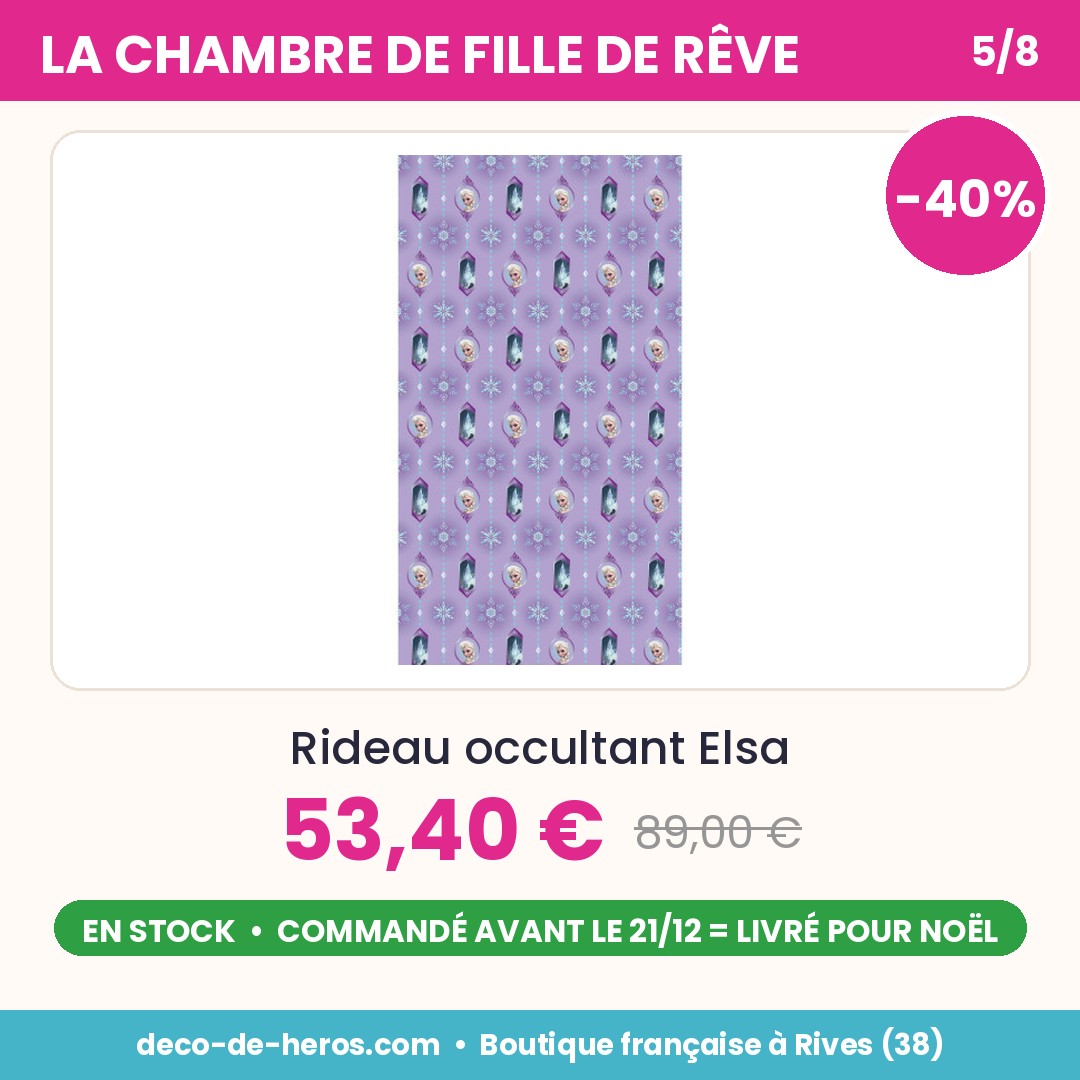 LA CHAMBRE DE FILLE DE RÊVE
5/8
-40%
Rideau occultant Elsa
53,40 € 89,00 €
EN STOCK • COMMANDÉ AVANT LE 21/12 = LIVRÉ POUR NOËL
deco-de-heros.com • Boutique française à Rives (38)